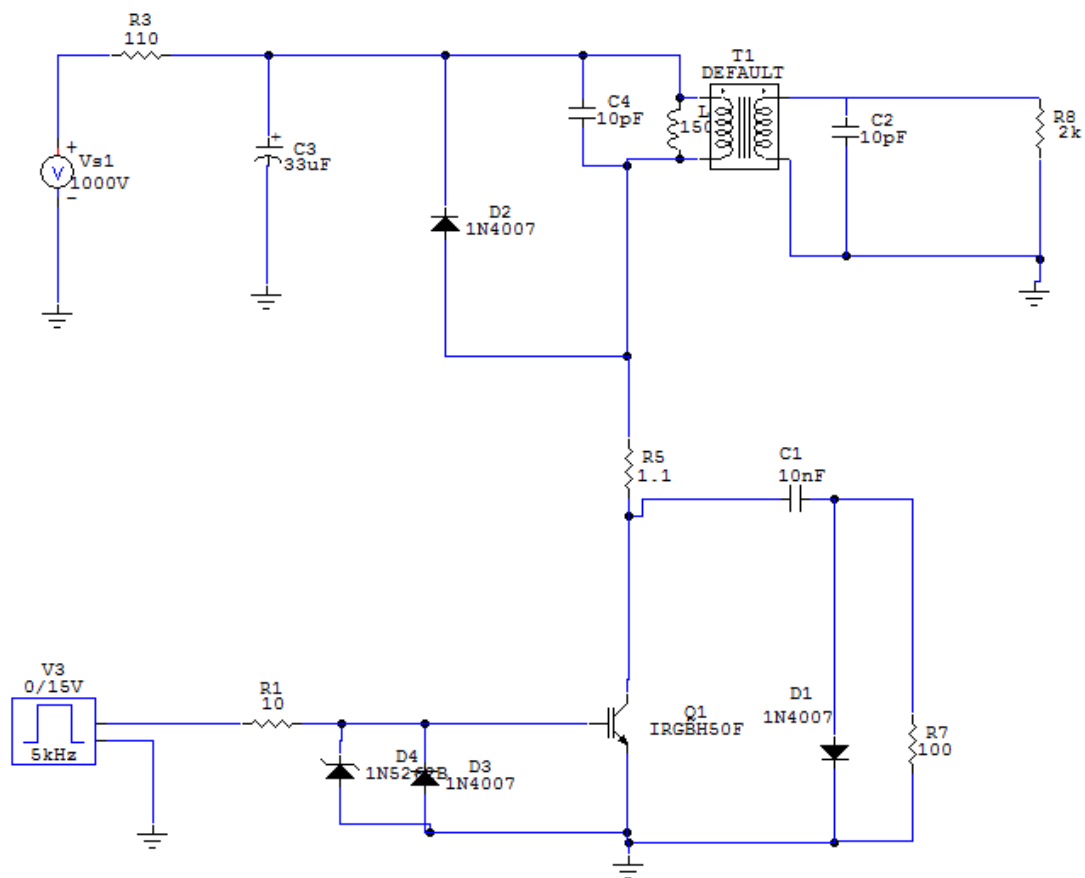 R3
110
Vs1
1000V
C3
33uF
D2
1N4007
C4
10pF
T1
DEFAULT
C2
10pF
R8
2k
R5
1.1
C1
10nF
V3
0/15V
5kHz
R1
10
D4
D3
1N4007
Q1
IRGBH50F
D1
1N4007
R7
100